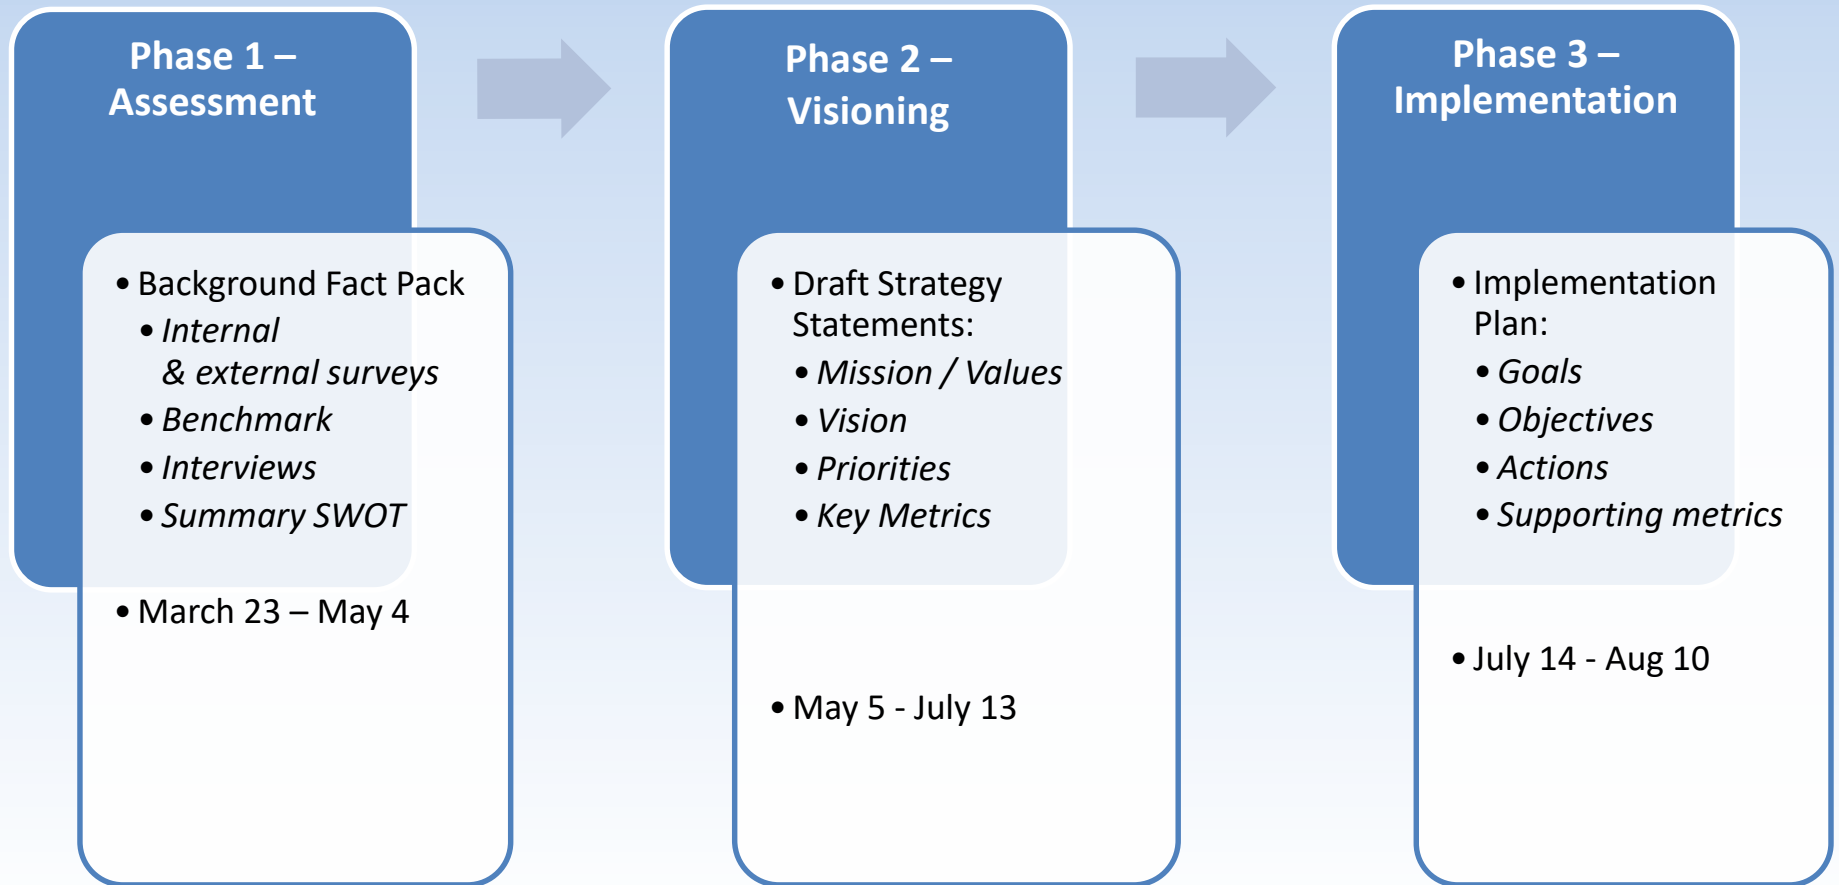 Phase 1 –
Assessment
• Background Fact Pack
• Internal
& external surveys
• Benchmark
• Interviews
• Summary SWOT
• March 23 – May 4
Phase 2 –
Visioning
• Draft Strategy
Statements:
• Mission / Values
• Vision
• Priorities
• Key Metrics
• May 5 - July 13
Phase 3 –
Implementation
• Implementation
Plan:
• Goals
• Objectives
• Actions
• Supporting metrics
• July 14 - Aug 10